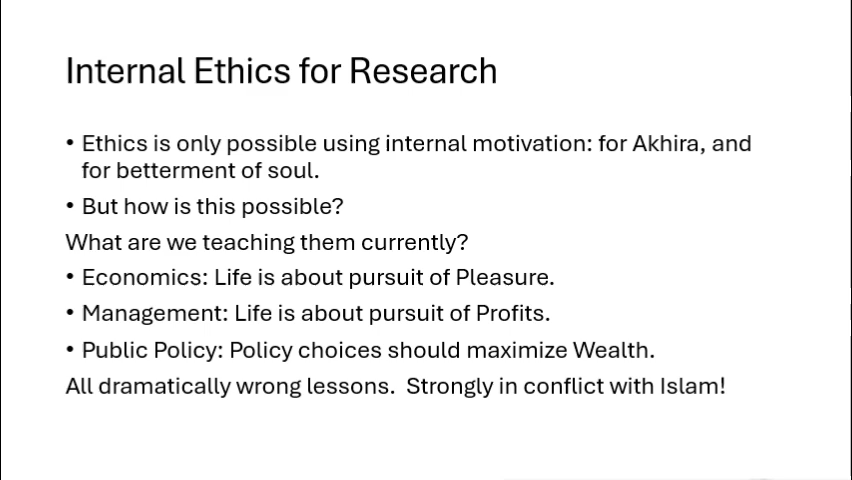 Internal Ethics for Research
• Ethics is only possible using internal motivation: for Akhira, and
for betterment of soul.
• But how is this possible?
What are we teaching them currently?
• Economics: Life is about pursuit of Pleasure.
• Management: Life is about pursuit of Profits.
• Public Policy: Policy choices should maximize Wealth.
All dramatically wrong lessons.  Strongly in conflict with Islam!